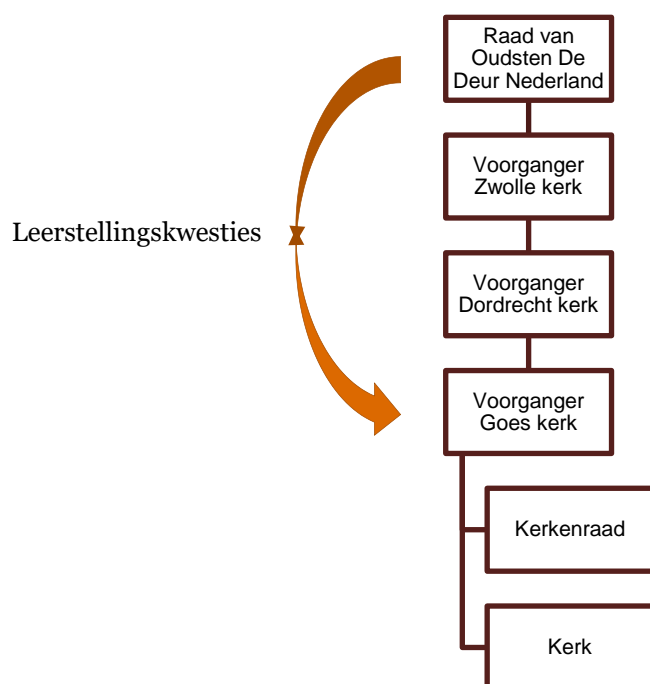 Raad van
Oudsten De
Deur Nederland
Voorganger
Zwolle kerk
Leerstellingskwesties
Voorganger
Dordrecht kerk
Voorganger
Goes kerk
Kerkenraad
Kerk